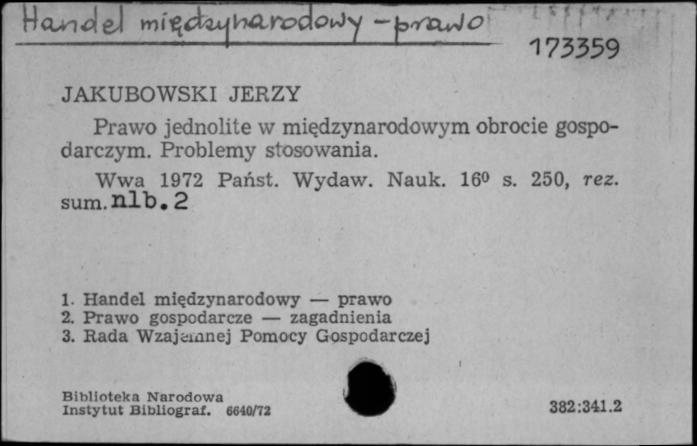 Handel międzynarodowy - prawo
173359
JAKUBOWSKI JERZY
Prawo jednolite w międzynarodowym obrocie gospo-
darczym. Problemy stosowania.
Wwa 1972 Państ. Wydaw. Nauk. 16⁰ s. 250, rez.
sum. nlb. 2
1. Handel międzynarodowy — prawo
2. Prawo gospodarcze — zagadnienia
3. Rada Wzajemnej Pomocy Gospodarczej
Biblioteka Narodowa
Instytut Bibliograf. 6640/72
382:341.2